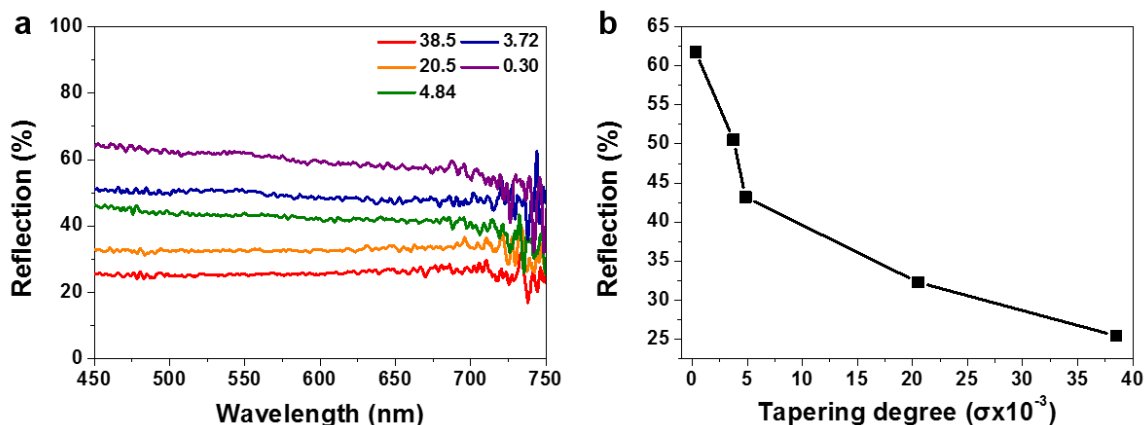 a
100
80
60
40
20
0
Reflection (%)
38.5 3.72
20.5 0.30
4.84
450 500 550 600 650 700 750
Wavelength (nm)
b
65
60
55
50
45
40
35
30
25
Reflection (%)
0 5 10 15 20 25 30 35 40
Tapering degree (σx10⁻³)